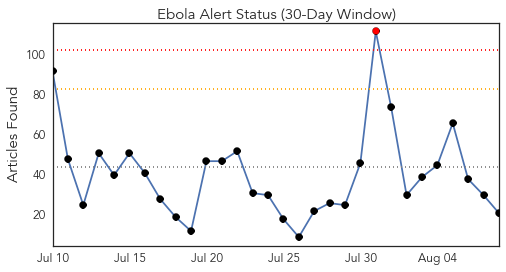 Ebola Alert Status (30-Day Window)
Articles Found
100
80
60
40
20
Jul 10 Jul 15 Jul 20 Jul 25 Jul 30 Aug 04